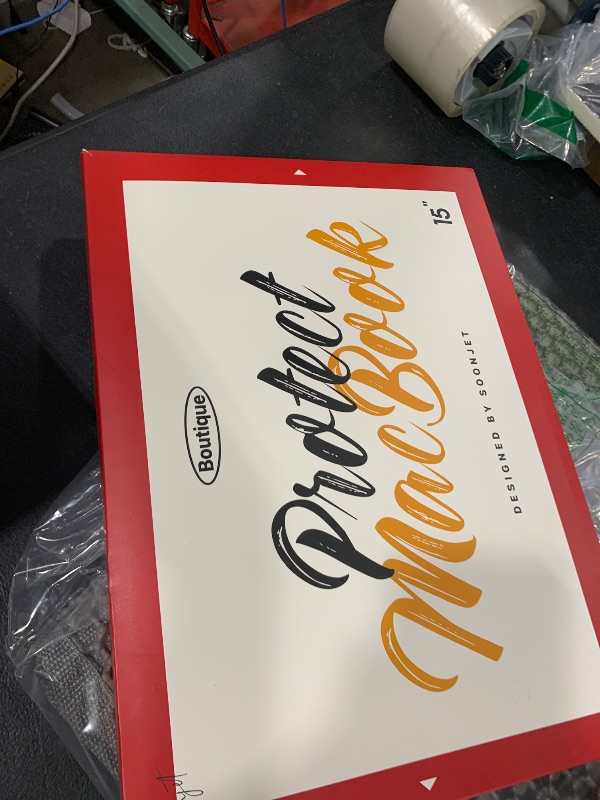 Boutique
Protect
MacBook
DESIGNED BY SOONJET
15"